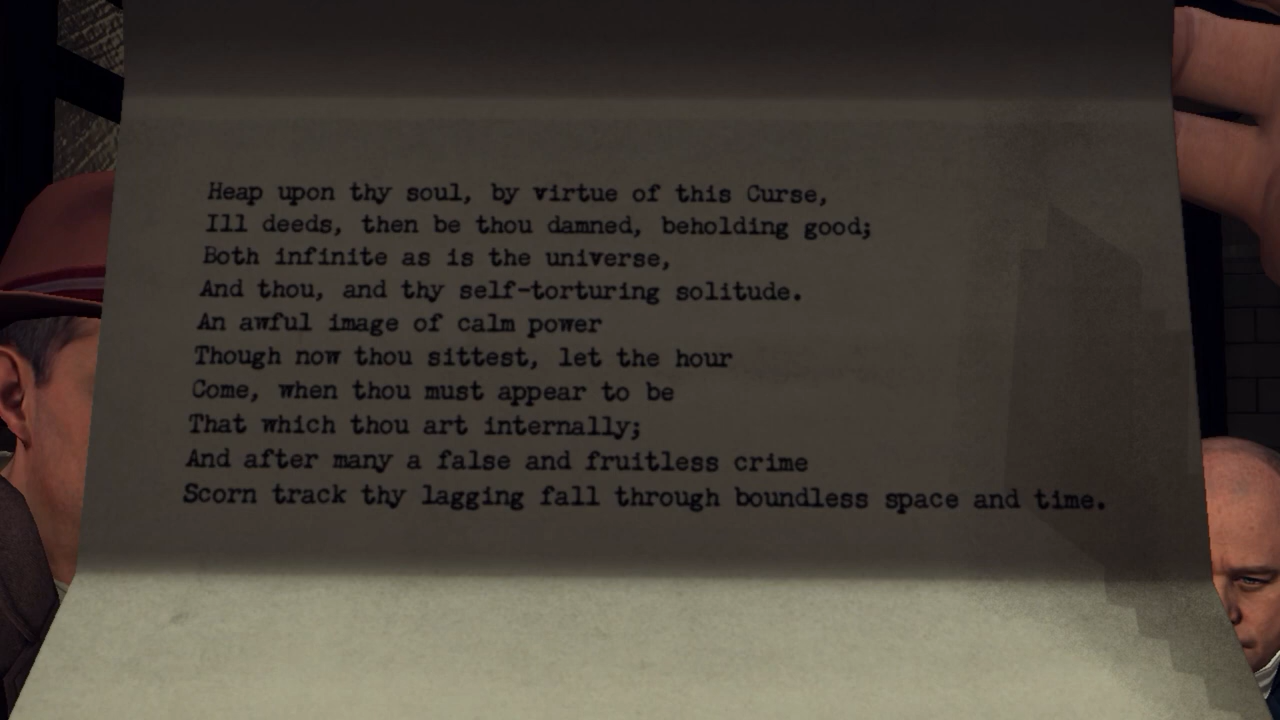 Heap upon thy soul, by virtue of this Curse,
Ill deeds, then be thou damned, beholding good;
Both infinite as is the universe,
And thou, and thy self-torturing solitude.
An awful image of calm power
Though now thou sittest, let the hour
Come, when thou must appear to be
That which thou art internally;
And after many a false and fruitless crime
Scorn track thy lagging fall through boundless space and time.